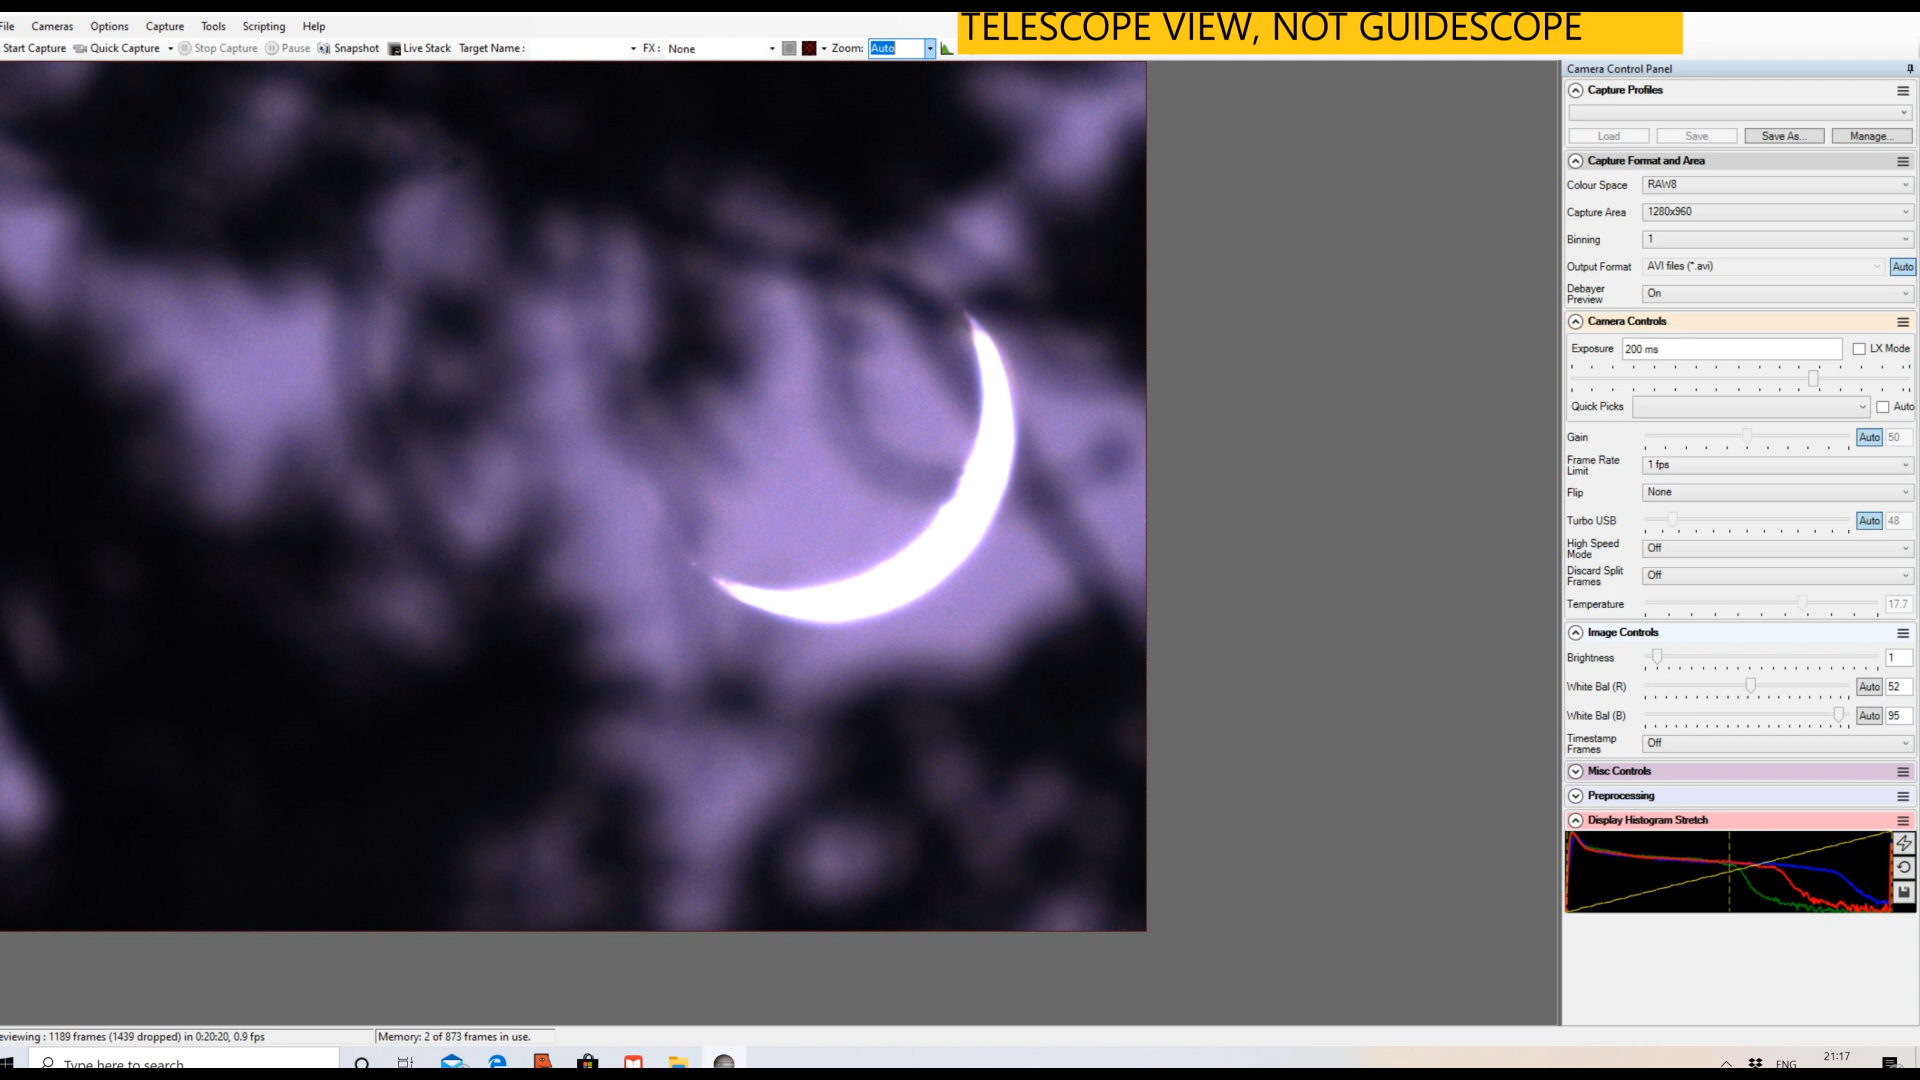 TELESCOPE VIEW, NOT GUIDESCOPE
File Cameras Options Capture Tools Scripting Help
Start Capture Quick Capture Stop Capture Pause Snapshot Live Stack Target Name: FX: None Zoom: Auto
Camera Control Panel
Capture Profiles
Load Save Save As... Manage...
Capture Format and Area
Colour Space RAW8
Capture Area 1280x960
Binning 1
Output Format AVI files (*.avi) Auto
Debayer Preview On
Camera Controls
Exposure 200 ms LX Mode
Quick Picks Auto
Gain Auto 50
Frame Rate Limit 1 fps
Flip None
Turbo USB Auto 48
High Speed Mode Off
Discard Split Frames Off
Temperature 17.7
Image Controls
Brightness 1
White Bal (R) Auto 52
White Bal (B) Auto 95
Timestamp Frames Off
Misc Controls
Preprocessing
Display Histogram Stretch
eviewing : 1189 frames (1439 dropped) in 0:20:20, 0.9 fps Memory: 2 of 873 frames in use.
Type here to search ENG 21:17